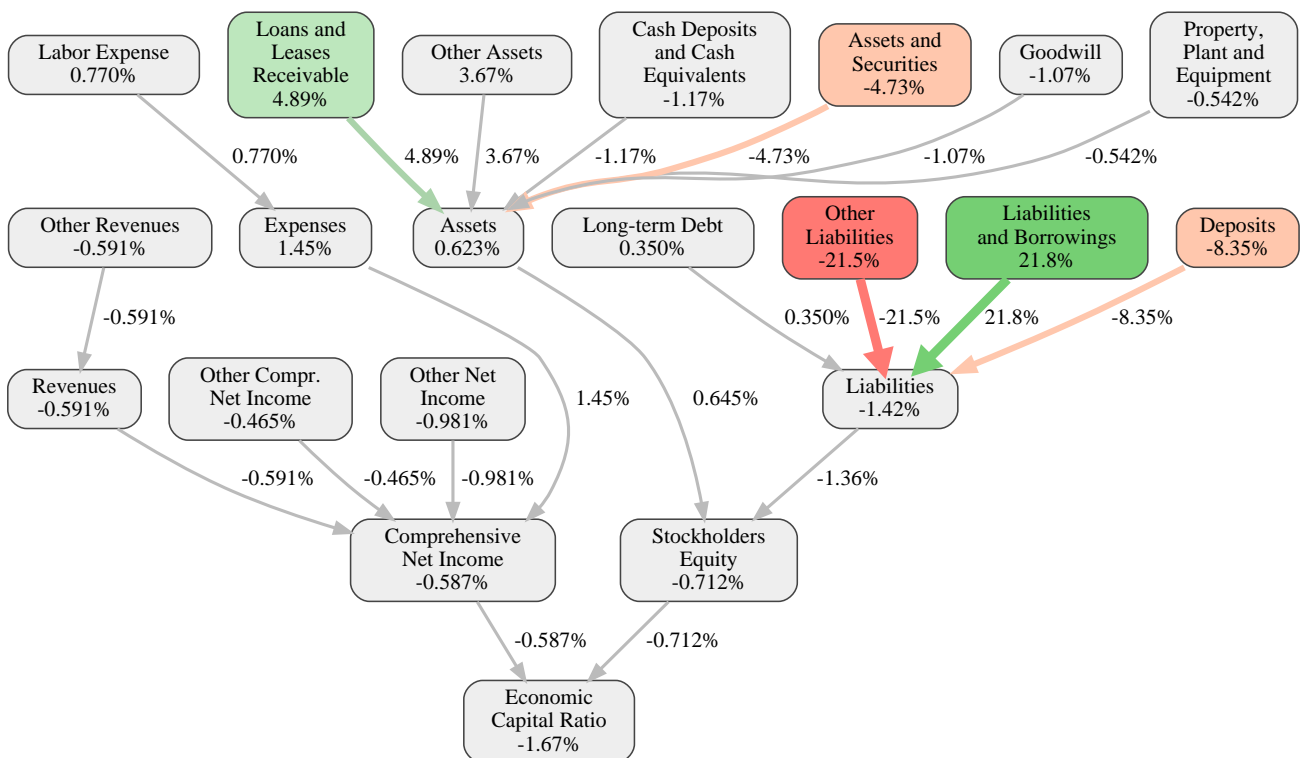 Labor Expense
0.770%
Loans and
Leases
Receivable
4.89%
Other Assets
3.67%
Cash Deposits
and Cash
Equivalents
-1.17%
Assets and
Securities
-4.73%
Goodwill
-1.07%
Property,
Plant and
Equipment
-0.542%
0.770%
4.89%
3.67%
-1.17%
-4.73%
-1.07%
-0.542%
Other Revenues
-0.591%
Expenses
1.45%
Assets
0.623%
Long-term Debt
0.350%
Other
Liabilities
-21.5%
Liabilities
and Borrowings
21.8%
Deposits
-8.35%
-0.591%
0.350%
-21.5%
21.8%
-8.35%
Revenues
-0.591%
Other Compr.
Net Income
-0.465%
Other Net
Income
-0.981%
1.45%
0.645%
Liabilities
-1.42%
-0.591%
-0.465%
-0.981%
-1.36%
Comprehensive
Net Income
-0.587%
Stockholders
Equity
-0.712%
-0.587%
-0.712%
Economic
Capital Ratio
-1.67%